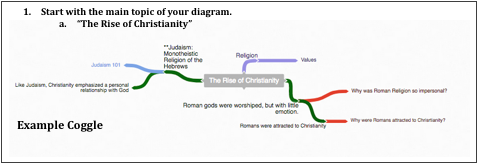 1. Start with the main topic of your diagram.
a. “The Rise of Christianity”
**Judaism:
Monotheistic
Religion of the
Hebrews
Religion
Judaism 101
Values
The Rise of Christianity
Like Judaism, Christianity emphasized a personal
relationship with God
Why was Roman Religion so impersonal?
Roman gods were worshiped, but with little
emotion.
Example Coggle
Romans were attracted to Christianity
Why were Romans attracted to Christianity?